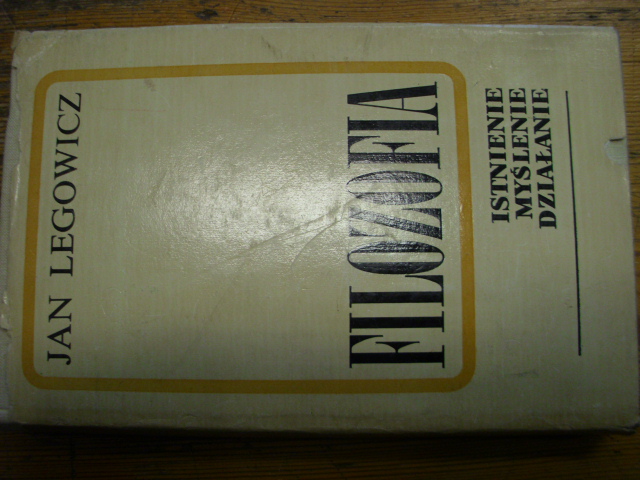 JAN LEGOWICZ
FILOZOFIA
ISTNIENIE
MYŚLENIE
DZIAŁANIE